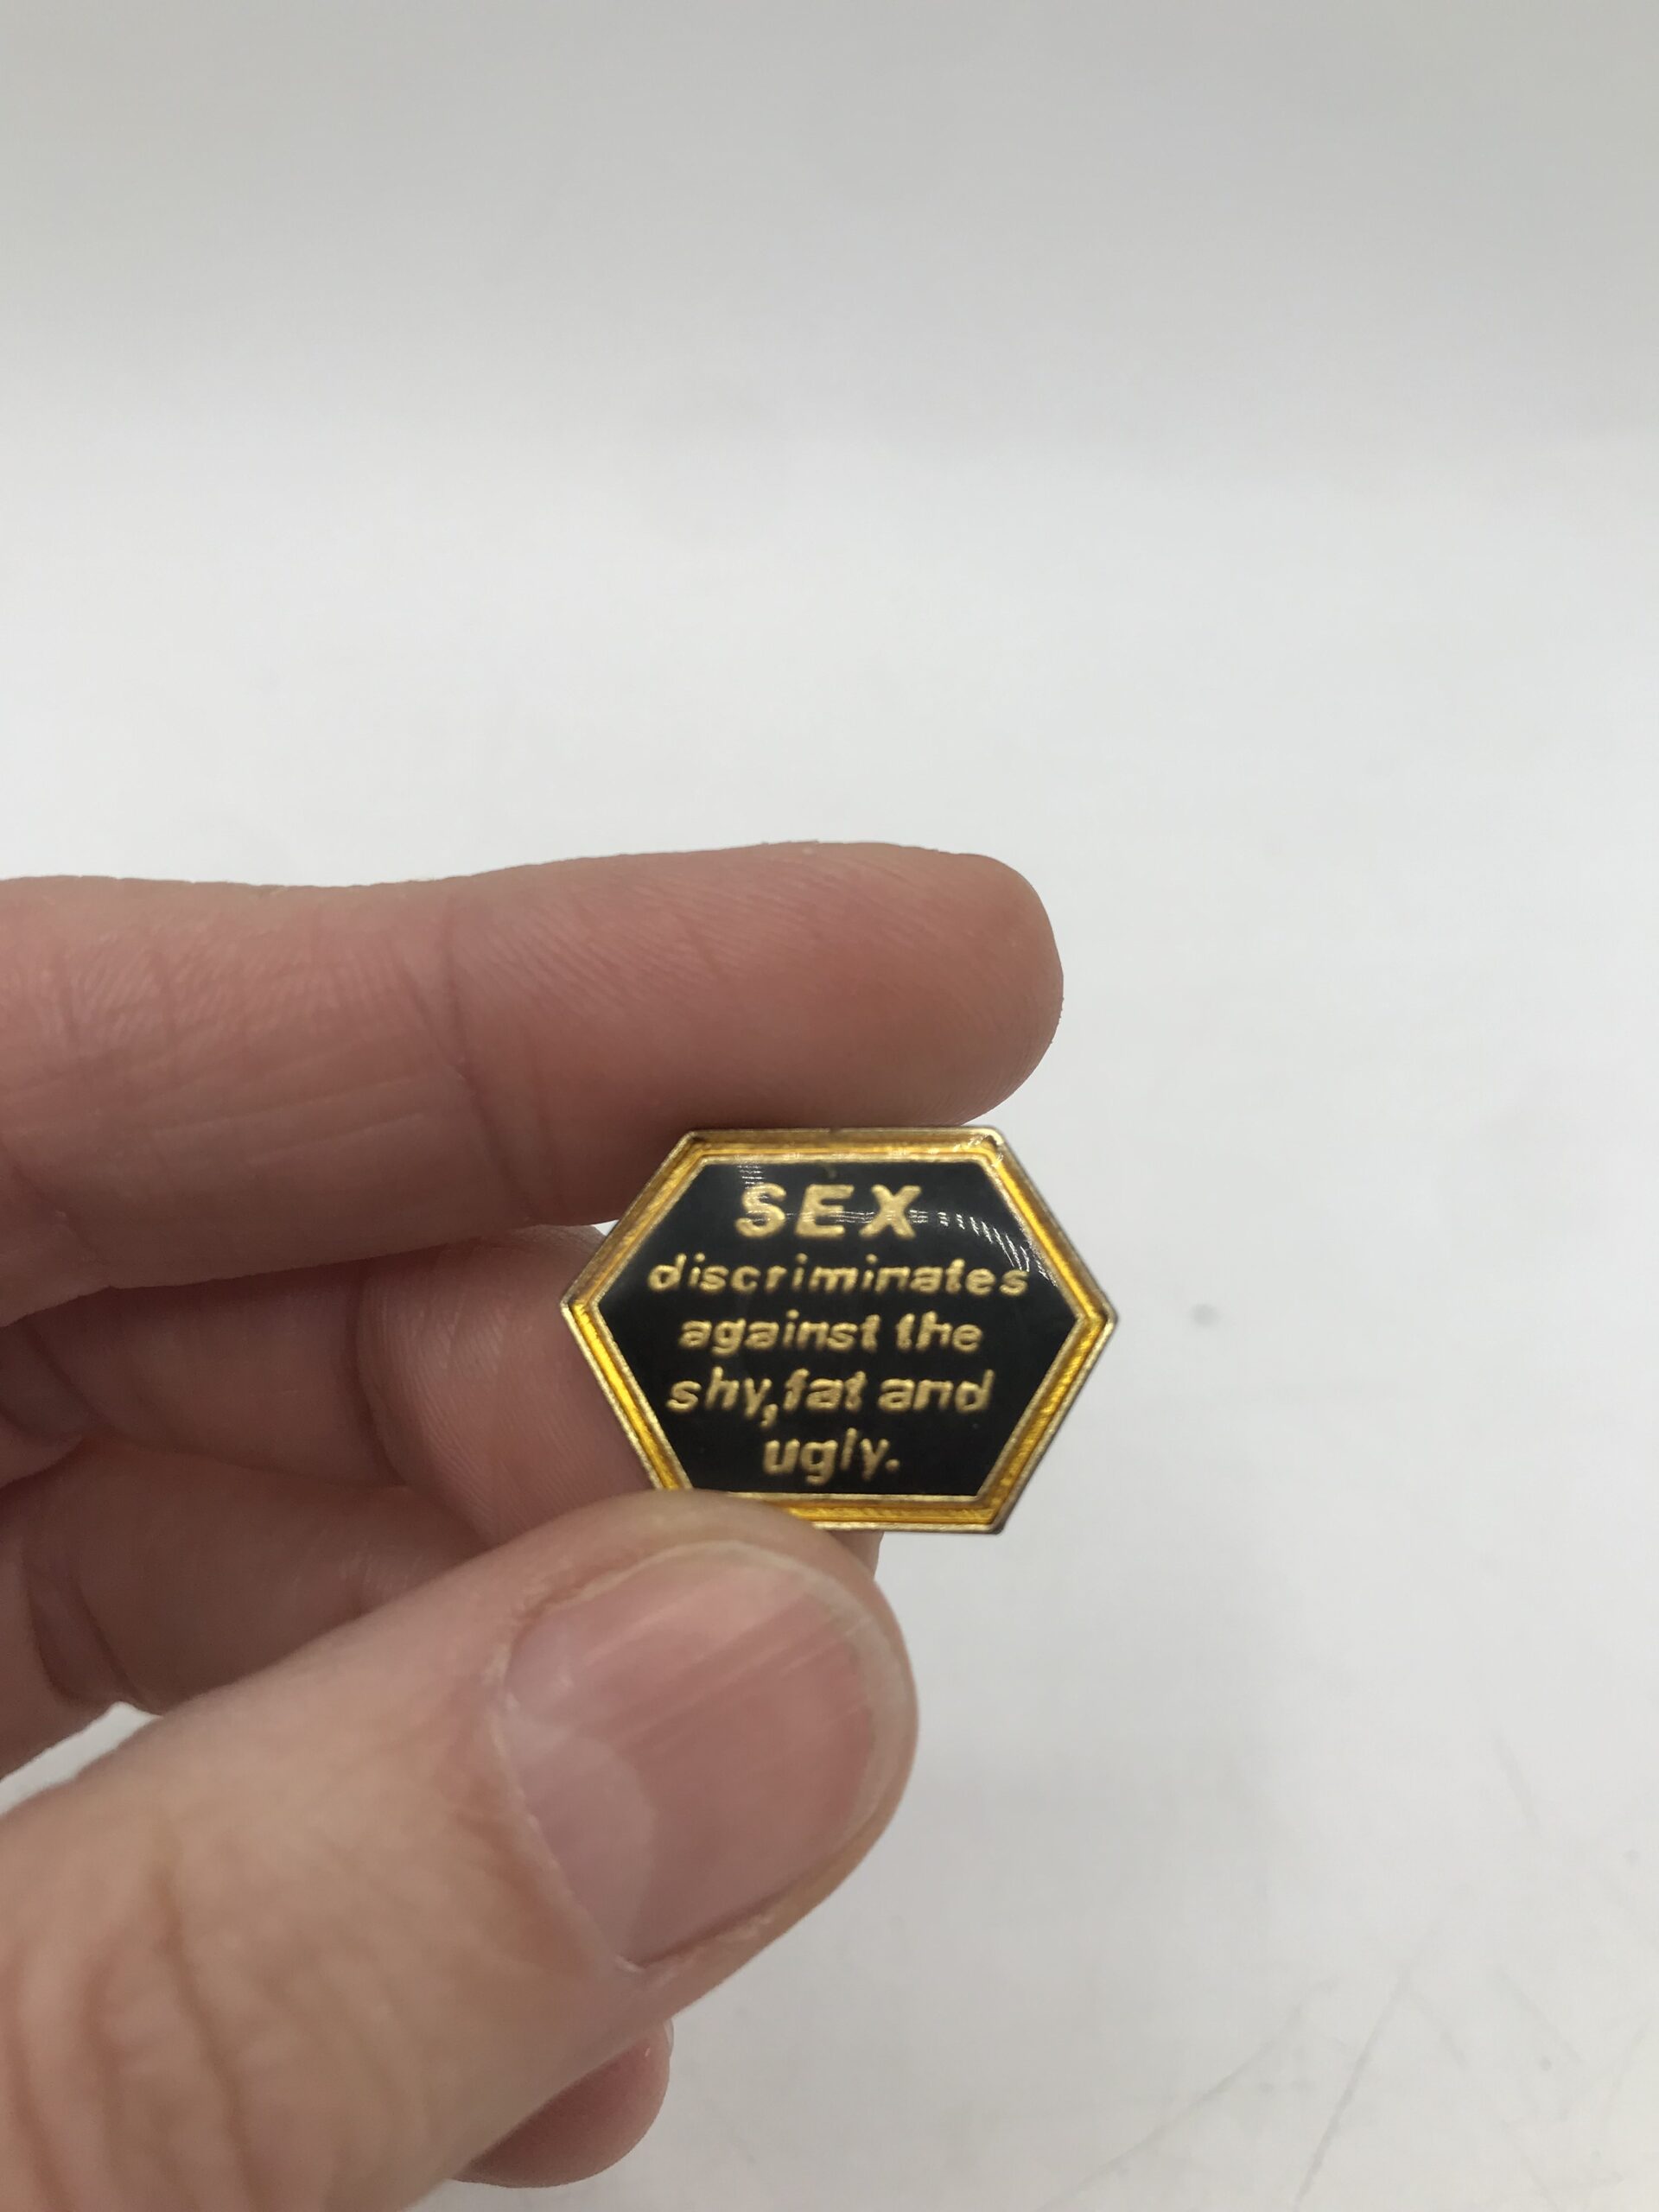 SEX
discriminates
against the
shy, fat and
ugly.